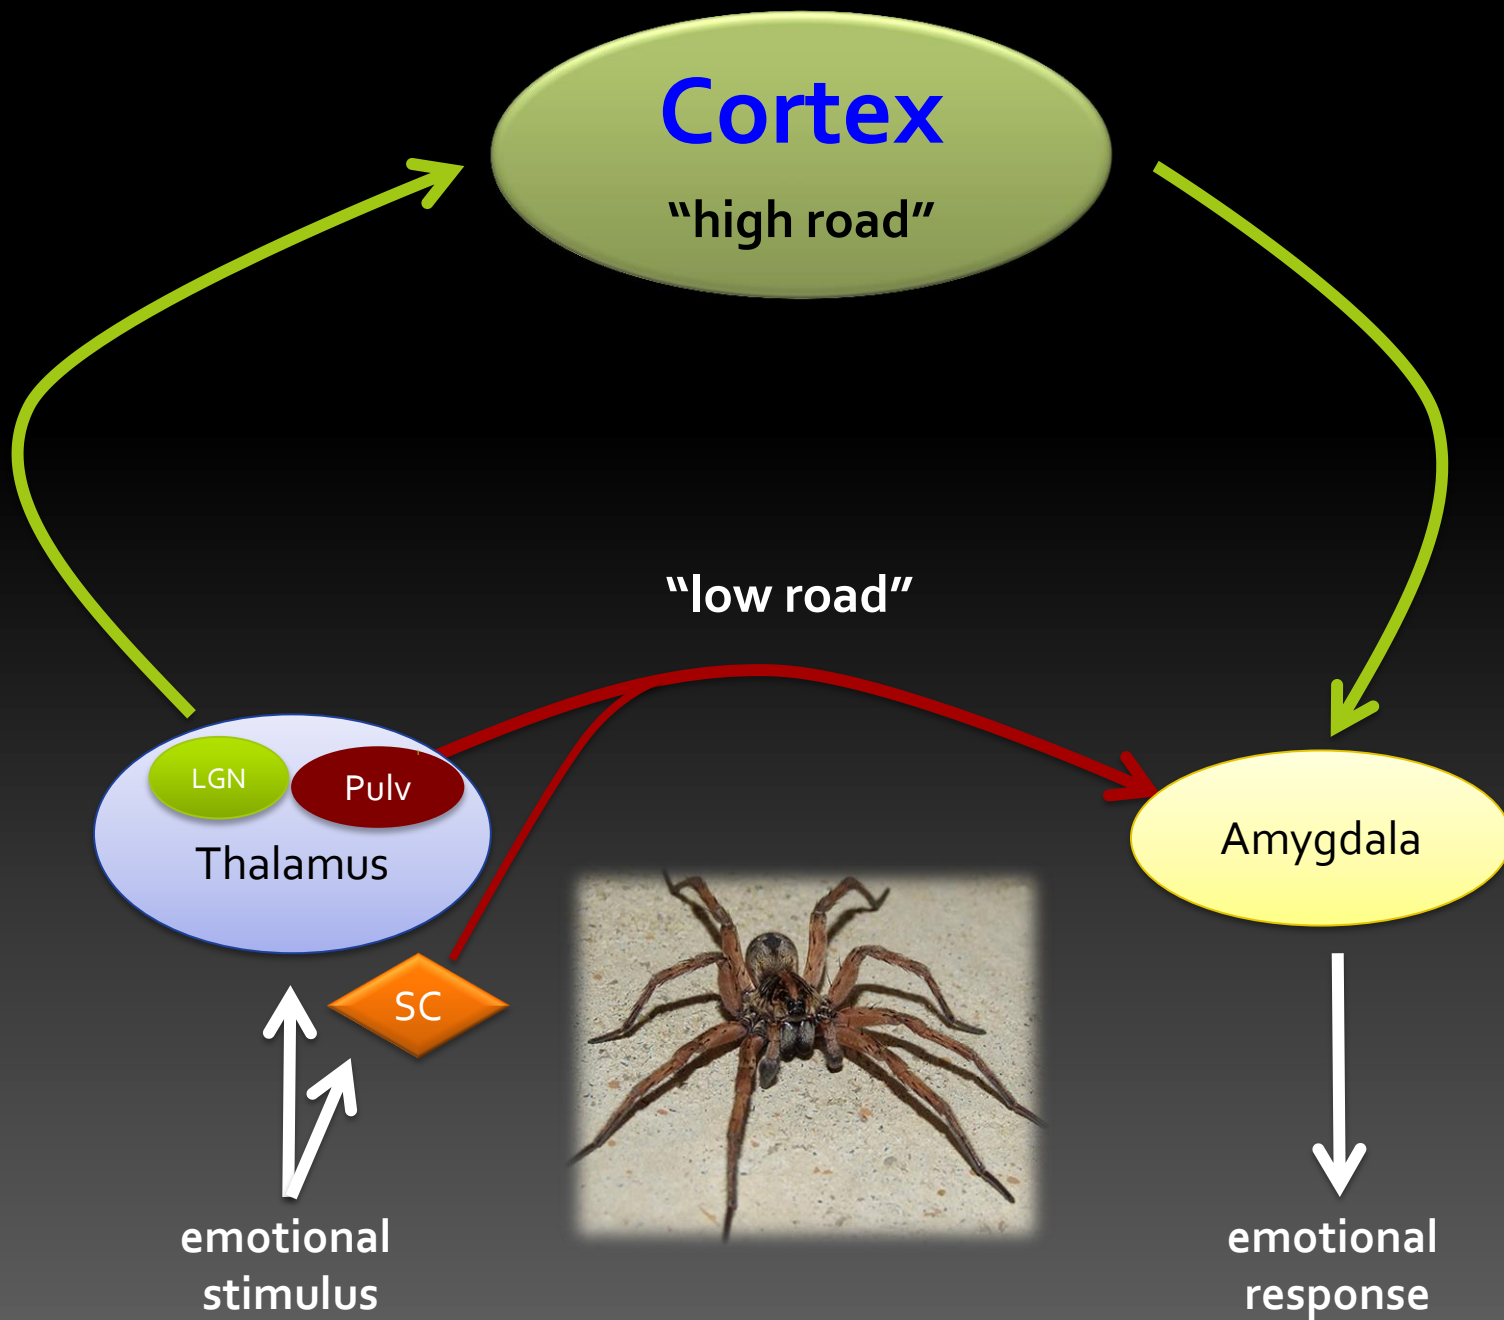 Cortex
“high road”
“low road”
LGN
Pulv
Thalamus
Amygdala
SC
emotional
stimulus
emotional
response